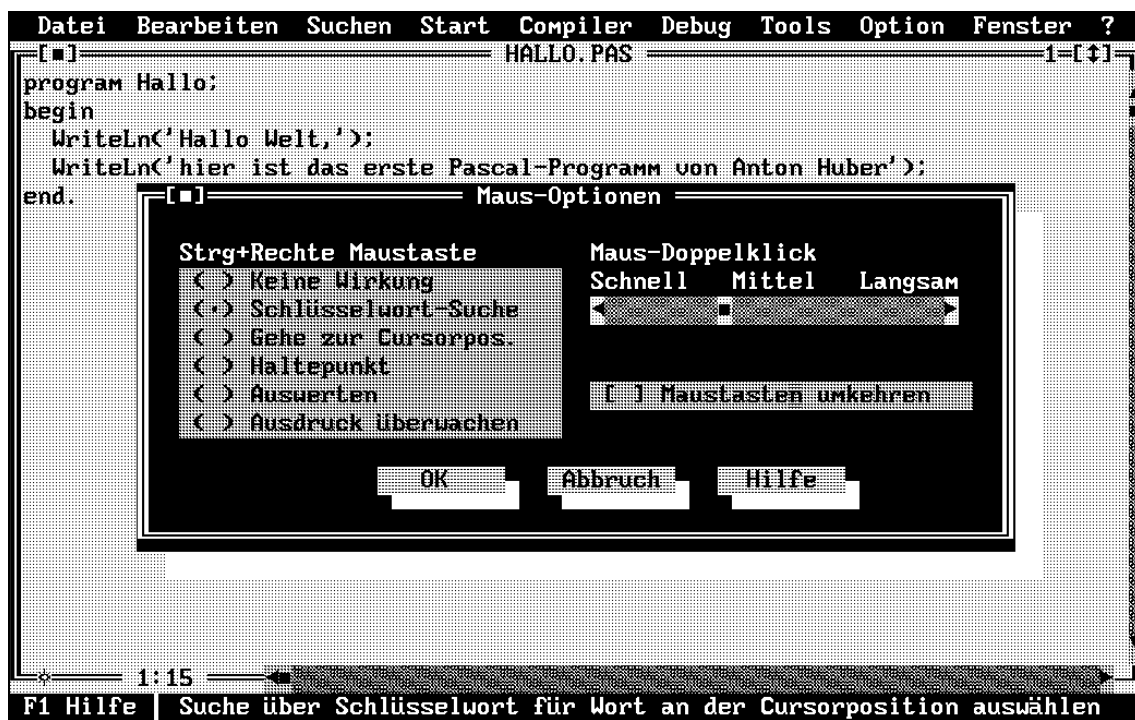 Datei Bearbeiten Suchen Start Compiler Debug Tools Option Fenster ?
[■] HALLO.PAS 1-[↕]
program Hallo;
begin
WriteLn('Hallo Welt,');
WriteLn('hier ist das erste Pascal-Programm von Anton Huber');
end.
[■] Maus-Optionen
Strg+Rechte Maustaste
( ) Keine Wirkung
(•) Schlüsselwort-Suche
( ) Gehe zur Cursorpos.
( ) Haltepunkt
( ) Auswerten
( ) Ausdruck überwachen
Maus-Doppelklick
Schnell Mittel Langsam
[ ] Maustasten umkehren
OK Abbruch Hilfe
1:15
F1 Hilfe │ Suche über Schlüsselwort für Wort an der Cursorposition auswählen